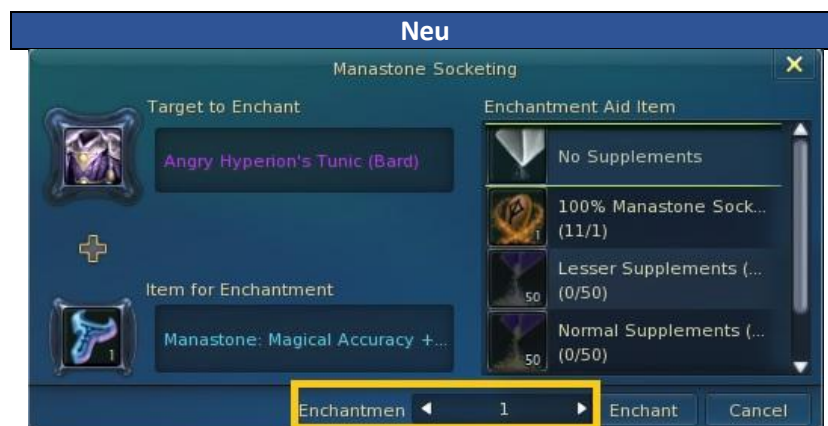 Neu
Manastone Socketing
Target to Enchant
Angry Hyperion's Tunic (Bard)
Item for Enchantment
1
Manastone: Magical Accuracy +...
Enchantment Aid Item
No Supplements
1
100% Manastone Sock...
(11/1)
50
Lesser Supplements (...
(0/50)
50
Normal Supplements (...
(0/50)
Enchantmen
1
Enchant
Cancel